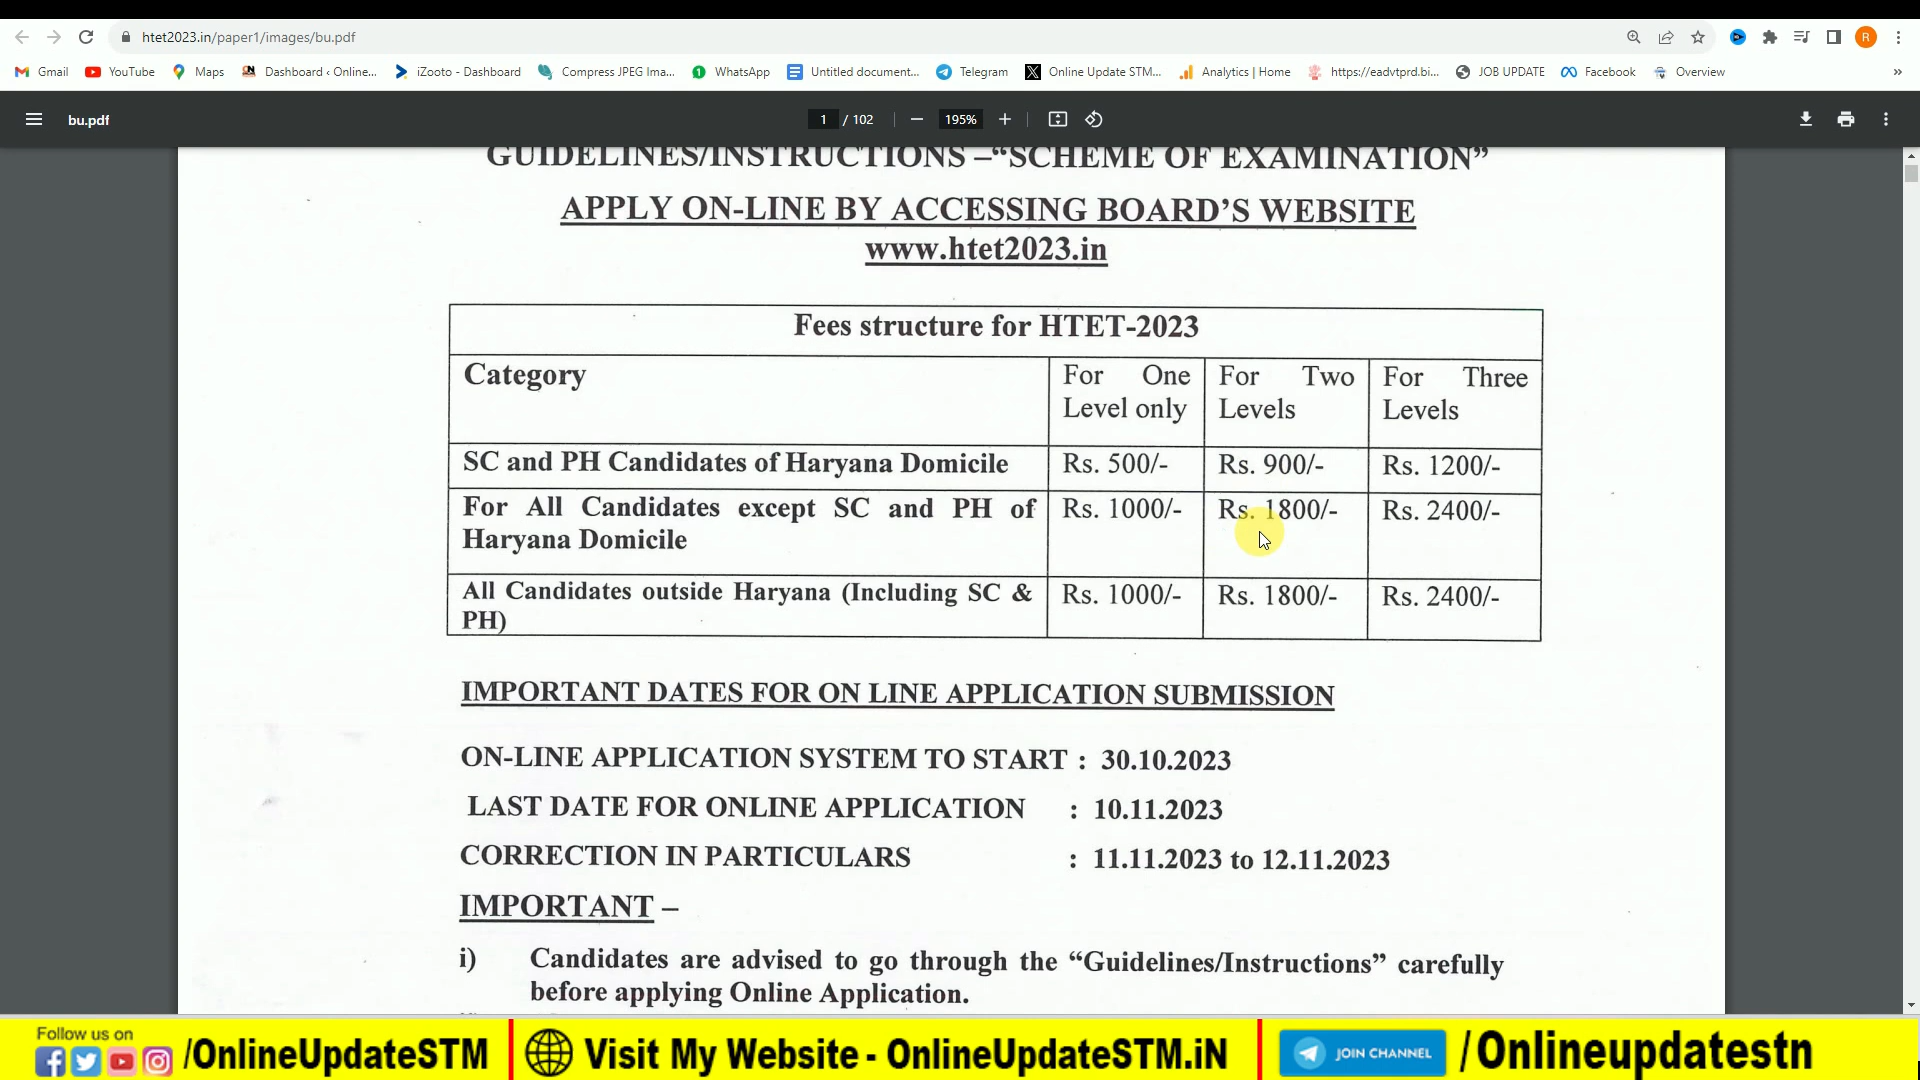 htet2023.in/paper1/images/bu.pdf
R
Gmail YouTube Maps Dashboard ‹ Online... iZooto - Dashboard Compress JPEG Ima... WhatsApp Untitled document... Telegram Online Update STM... Analytics | Home https://eadvtprd.bi... JOB UPDATE Facebook Overview »
bu.pdf 1 / 102 195%
GUIDELINES/INSTRUCTIONS –“SCHEME OF EXAMINATION”
APPLY ON-LINE BY ACCESSING BOARD’S WEBSITE
www.htet2023.in
Fees structure for HTET-2023
Category For One Level only For Two Levels For Three Levels
SC and PH Candidates of Haryana Domicile Rs. 500/- Rs. 900/- Rs. 1200/-
For All Candidates except SC and PH of Haryana Domicile Rs. 1000/- Rs. 1800/- Rs. 2400/-
All Candidates outside Haryana (Including SC & PH) Rs. 1000/- Rs. 1800/- Rs. 2400/-
IMPORTANT DATES FOR ON LINE APPLICATION SUBMISSION
ON-LINE APPLICATION SYSTEM TO START : 30.10.2023
LAST DATE FOR ONLINE APPLICATION : 10.11.2023
CORRECTION IN PARTICULARS : 11.11.2023 to 12.11.2023
IMPORTANT –
i) Candidates are advised to go through the “Guidelines/Instructions” carefully
before applying Online Application.
Follow us on
/OnlineUpdateSTM Visit My Website - OnlineUpdateSTM.iN JOIN CHANNEL /Onlineupdatestn